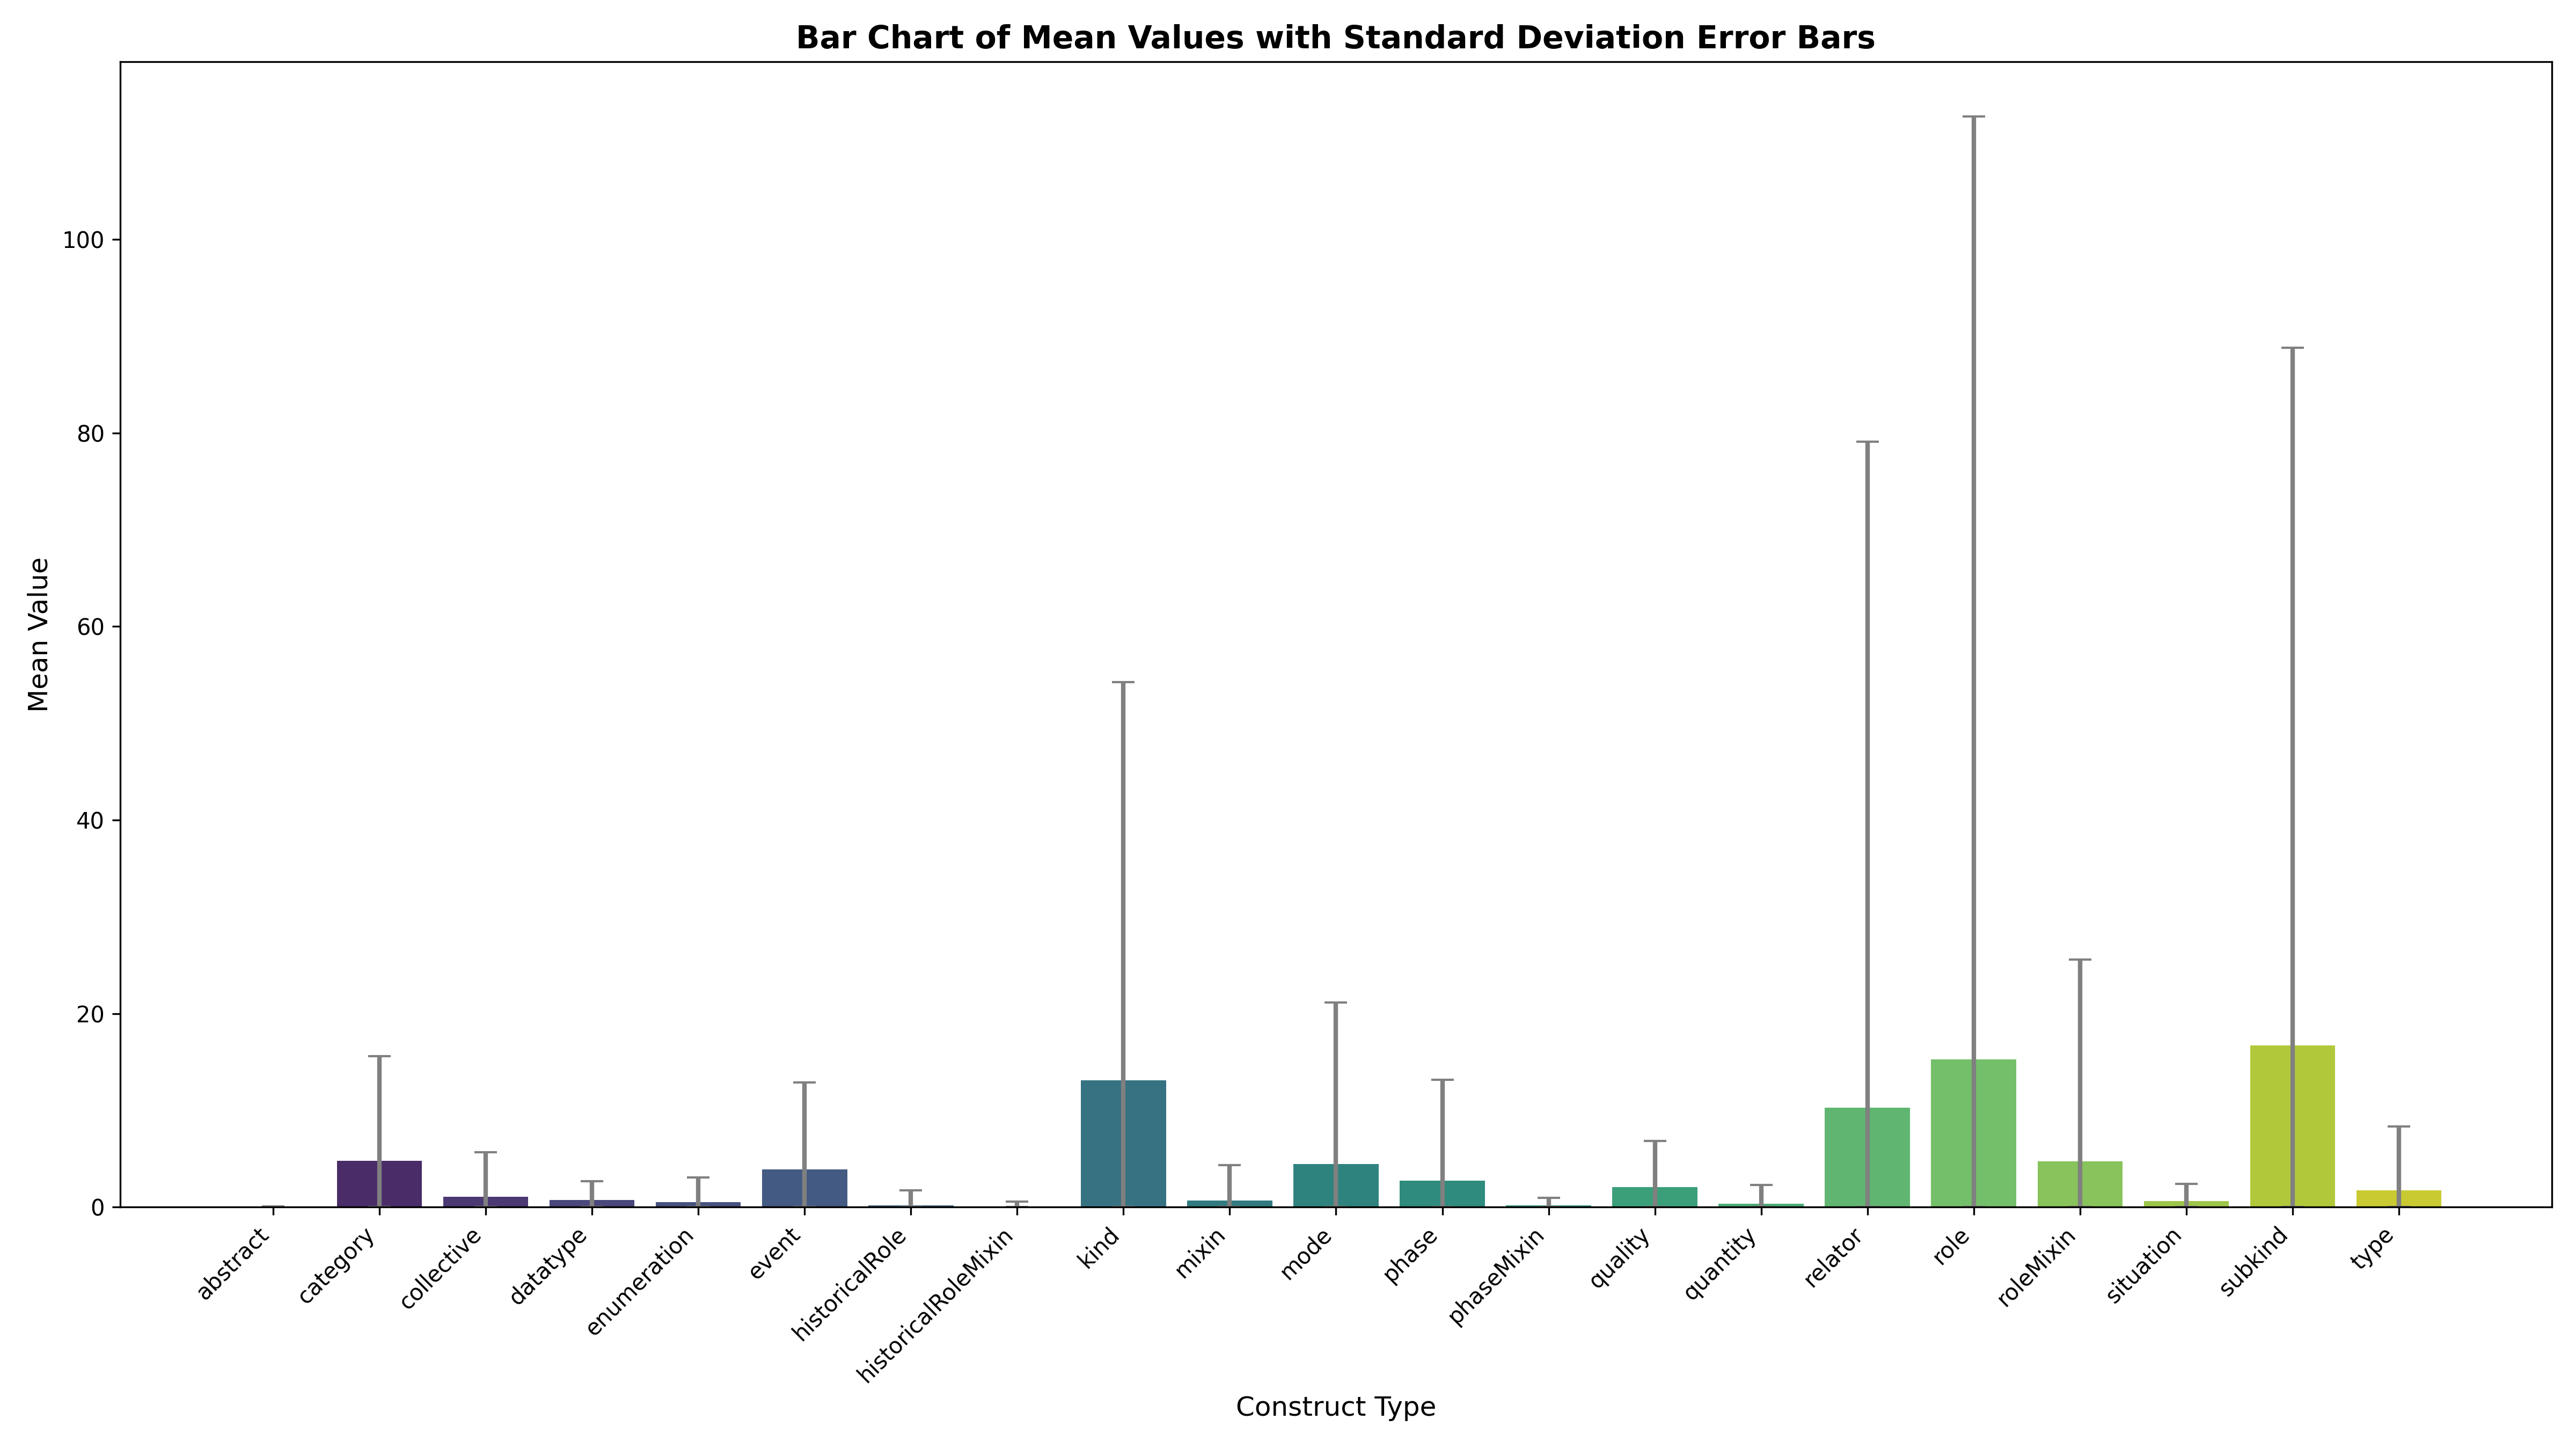 Bar Chart of Mean Values with Standard Deviation Error Bars
Mean Value
100
80
60
40
20
0
abstract
category
collective
datatype
enumeration
event
historicalRole
historicalRoleMixin
kind
mixin
mode
phase
phaseMixin
quality
quantity
relator
role
roleMixin
situation
subkind
type
Construct Type